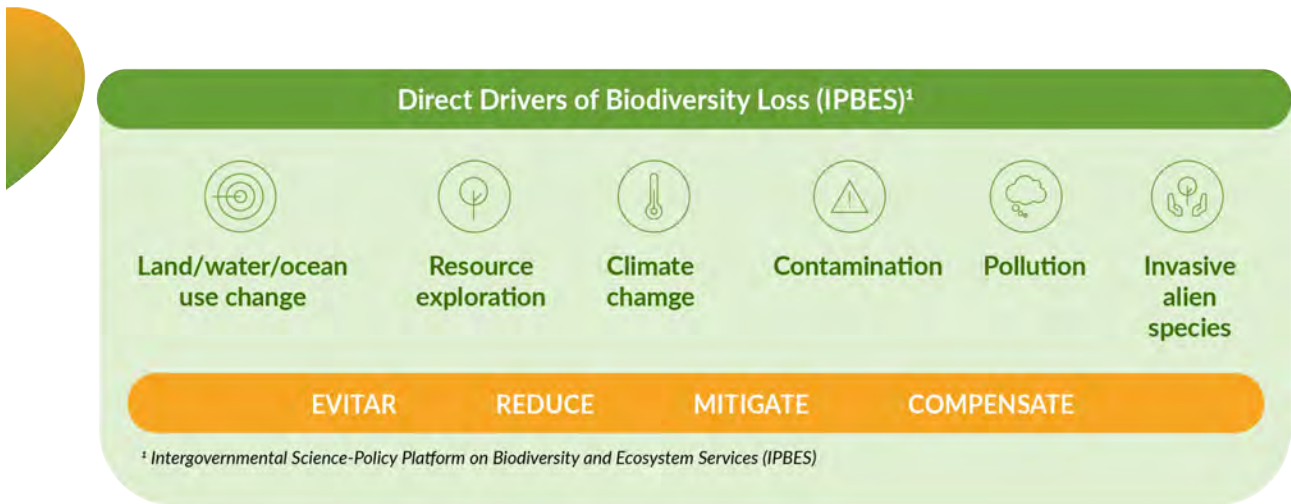 Direct Drivers of Biodiversity Loss (IPBES)¹
Land/water/ocean
use change
Resource
exploration
Climate
chamge
Contamination
Pollution
Invasive
alien
species
EVITAR REDUCE MITIGATE COMPENSATE
¹ Intergovernmental Science-Policy Platform on Biodiversity and Ecosystem Services (IPBES)